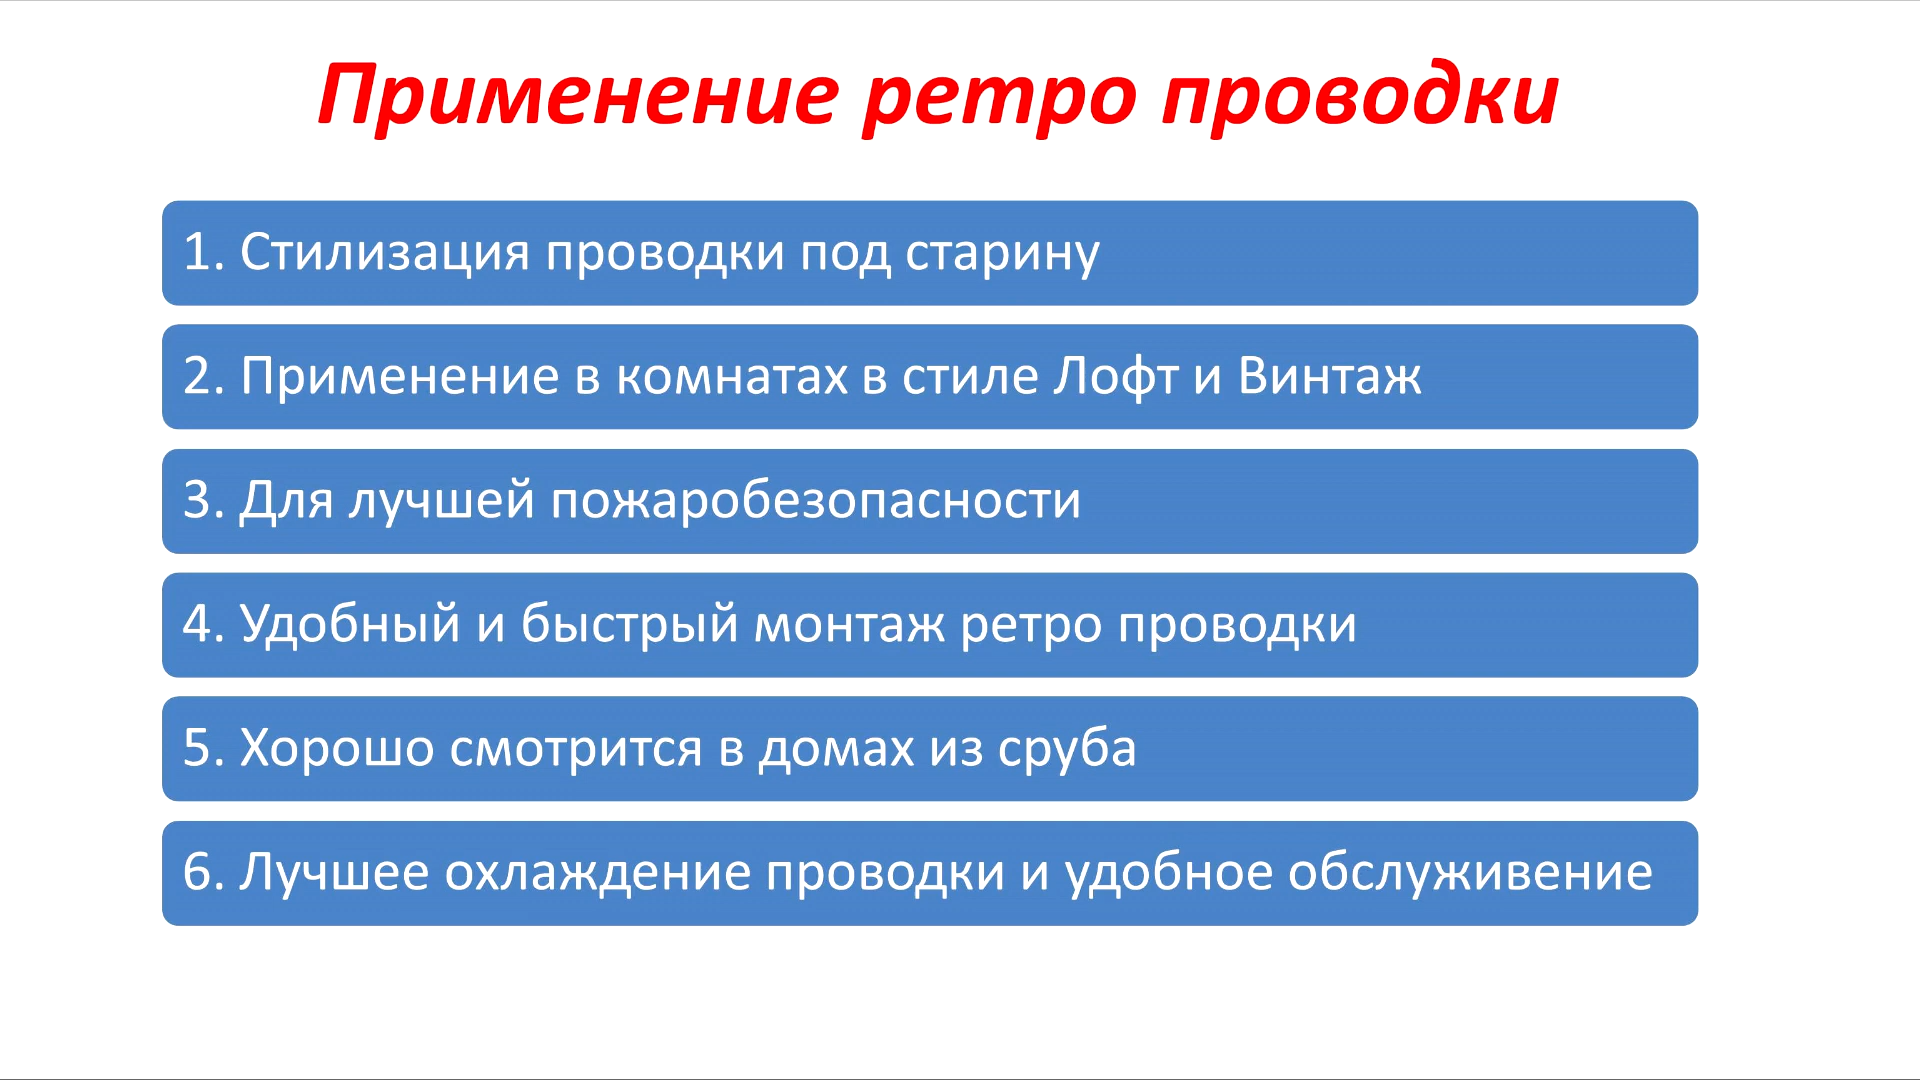 Применение ретро проводки
1. Стилизация проводки под старину
2. Применение в комнатах в стиле Лофт и Винтаж
3. Для лучшей пожаробезопасности
4. Удобный и быстрый монтаж ретро проводки
5. Хорошо смотрится в домах из сруба
6. Лучшее охлаждение проводки и удобное обслуживение